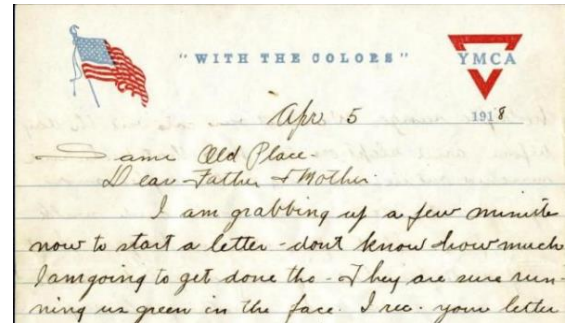 "WITH THE COLORS"
YMCA
Apr 5 1918
Same Old Place
Dear Father & Mother.
I am grabbing up a few minute
now to start a letter - dont know how much
I am going to get done tho - They are sure run-
ning us green in the face. I rec. your letter